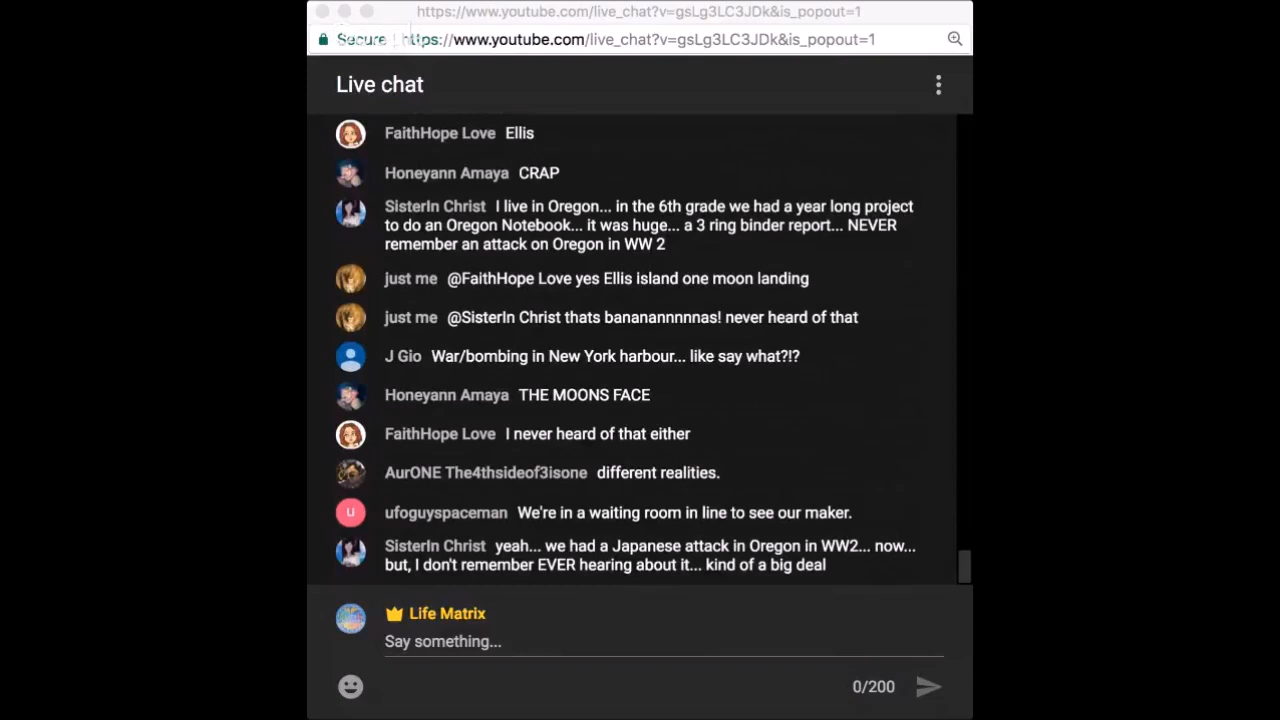 https://www.youtube.com/live_chat?v=gsLg3LC3JDk&is_popout=1
Secure https://www.youtube.com/live_chat?v=gsLg3LC3JDk&is_popout=1
Live chat
FaithHope Love Ellis
Honeyann Amaya CRAP
SisterIn Christ I live in Oregon... in the 6th grade we had a year long project
to do an Oregon Notebook... it was huge... a 3 ring binder report... NEVER
remember an attack on Oregon in WW 2
just me @FaithHope Love yes Ellis island one moon landing
just me @SisterIn Christ thats bananannnnas! never heard of that
J Gio War/bombing in New York harbour... like say what?!?
Honeyann Amaya THE MOONS FACE
FaithHope Love I never heard of that either
AurONE The4thsideof3isone different realities.
u ufoguyspaceman We're in a waiting room in line to see our maker.
SisterIn Christ yeah... we had a Japanese attack in Oregon in WW2... now...
but, I don't remember EVER hearing about it... kind of a big deal
Life Matrix
Say something...
0/200